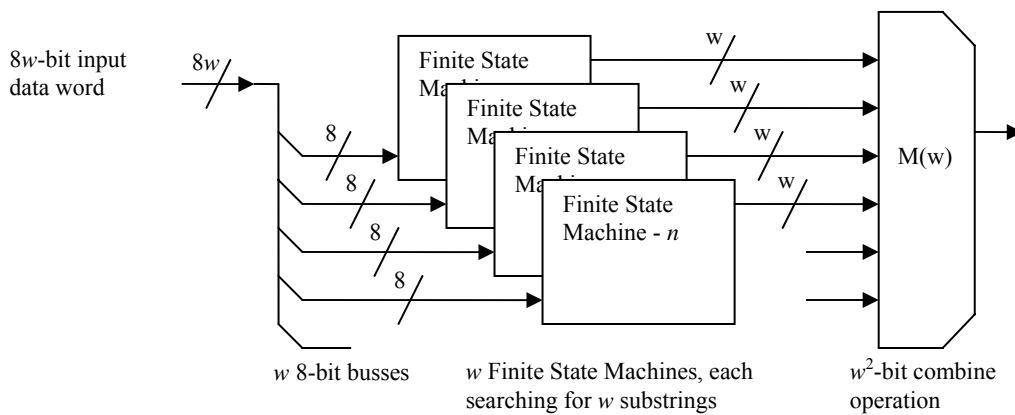 8w-bit input
data word
8w
8
8
8
8
Finite State
Finite State
Finite State
Finite State
Machine - n
w
w
w
w
M(w)
w 8-bit busses
w Finite State Machines, each
searching for w substrings
w²-bit combine
operation